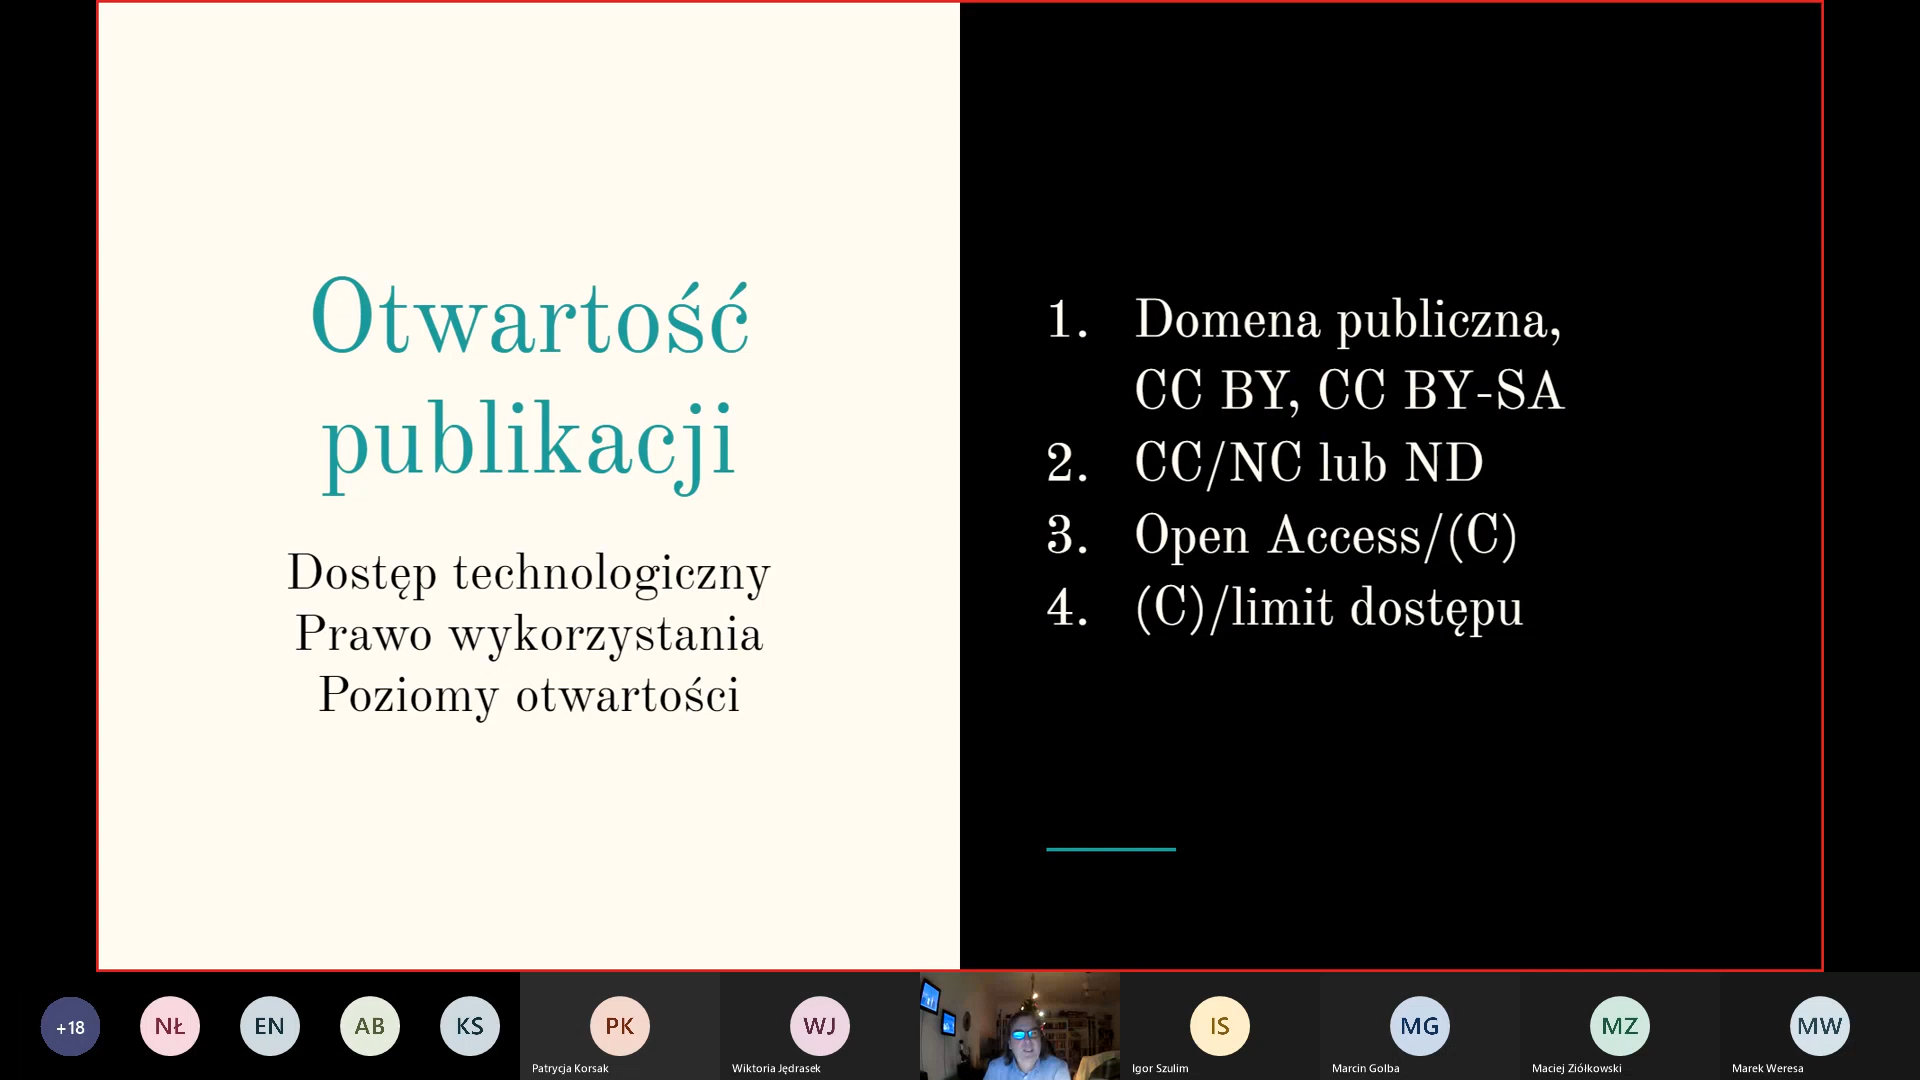 Otwartość
publikacji
Dostęp technologiczny
Prawo wykorzystania
Poziomy otwartości
1. Domena publiczna,
CC BY, CC BY-SA
2. CC/NC lub ND
3. Open Access/(C)
4. (C)/limit dostępu
+18
NŁ
EN
AB
KS
PK
Patrycja Korsak
WJ
Wiktoria Jędrasek
IS
Igor Szulim
MG
Marcin Golba
MZ
Maciej Ziółkowski
MW
Marek Weresa